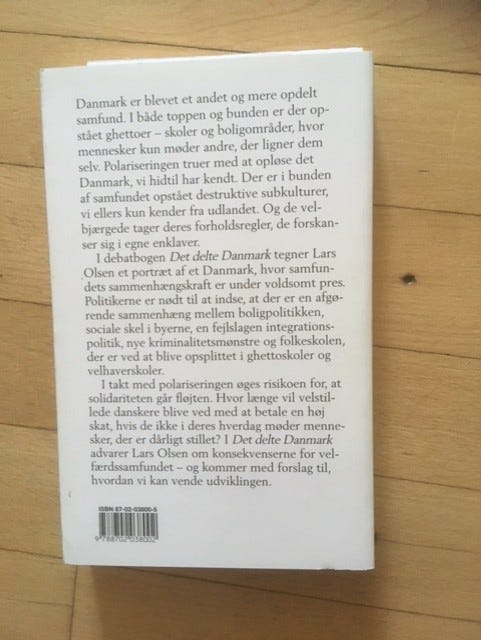 Danmark er blevet et andet og mere opdelt
samfund. I både toppen og bunden er der op-
stået ghettoer – skoler og boligområder, hvor
mennesker kun møder andre, der ligner dem
selv. Polariseringen truer med at opløse det
Danmark, vi hidtil har kendt. Der er i bunden
af samfundet opstået destruktive subkulturer,
vi ellers kun kender fra udlandet. Og de vel-
bjærgede tager deres forholdsregler, de forskan-
ser sig i egne enklaver.
I debatbogen Det delte Danmark tegner Lars
Olsen et portræt af et Danmark, hvor samfun-
dets sammenhængskraft er under voldsomt pres.
Politikerne er nødt til at indse, at der er en afgø-
rende sammenhæng mellem boligpolitikken,
sociale skel i byerne, en fejlslagen integrations-
politik, nye kriminalitetsmønstre og folkeskolen,
der er ved at blive opsplittet i ghettoskoler og
velhaverskoler.
I takt med polariseringen øges risikoen for, at
solidariteten går fløjten. Hvor længe vil velstil-
lede danskere blive ved med at betale en høj
skat, hvis de ikke i deres hverdag møder menne-
sker, der er dårligt stillet? I Det delte Danmark
advarer Lars Olsen om konsekvenserne for vel-
færdssamfundet – og kommer med forslag til,
hvordan vi kan vende udviklingen.
ISBN 87-02-03800-5
9 788702 038002